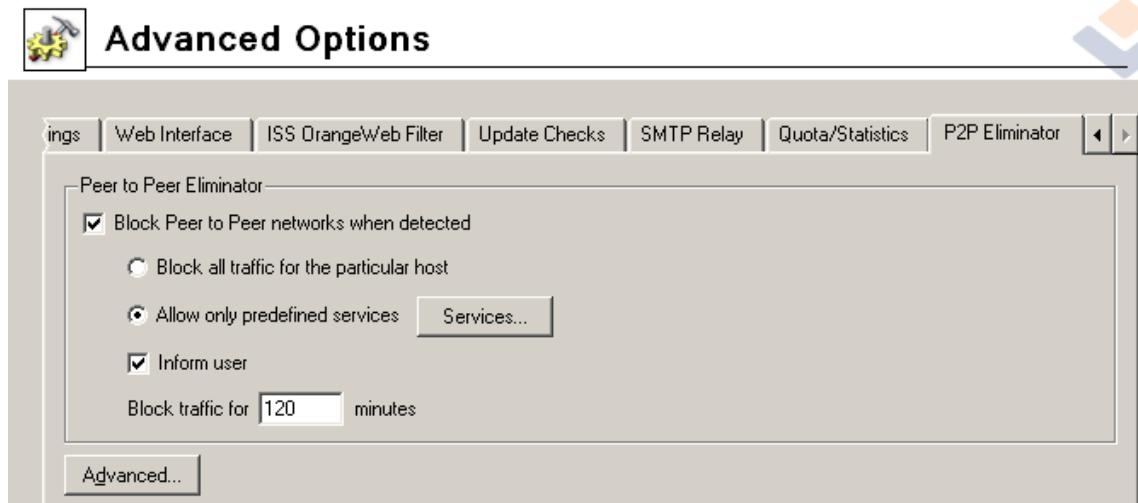 Advanced Options
ings Web Interface ISS OrangeWeb Filter Update Checks SMTP Relay Quota/Statistics P2P Eliminator
Peer to Peer Eliminator
Block Peer to Peer networks when detected
Block all traffic for the particular host
Allow only predefined services Services...
Inform user
Block traffic for 120 minutes
Advanced...